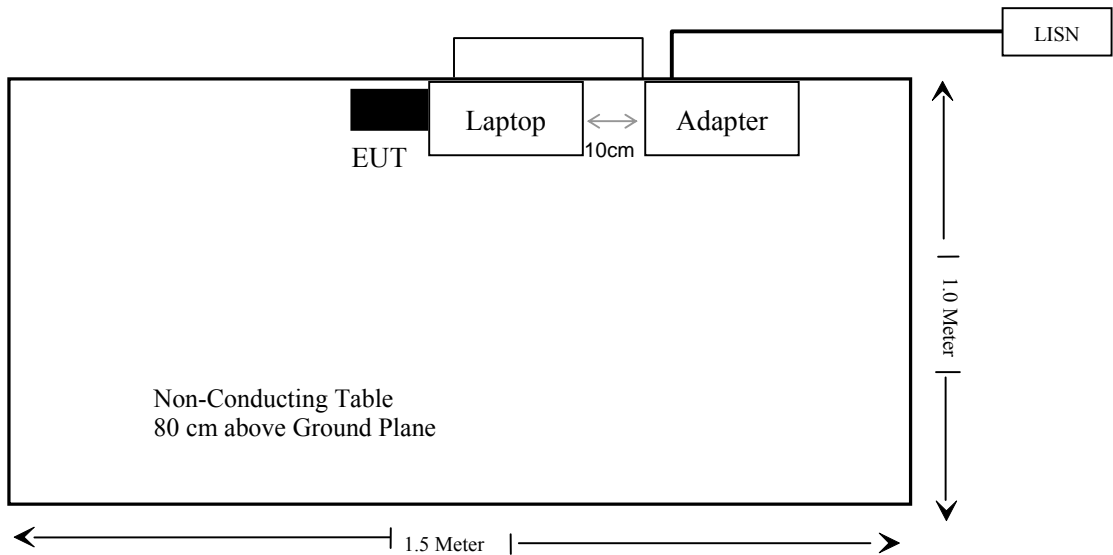 LISN
Laptop
Adapter
10cm
EUT
1.0 Meter
Non-Conducting Table
80 cm above Ground Plane
1.5 Meter